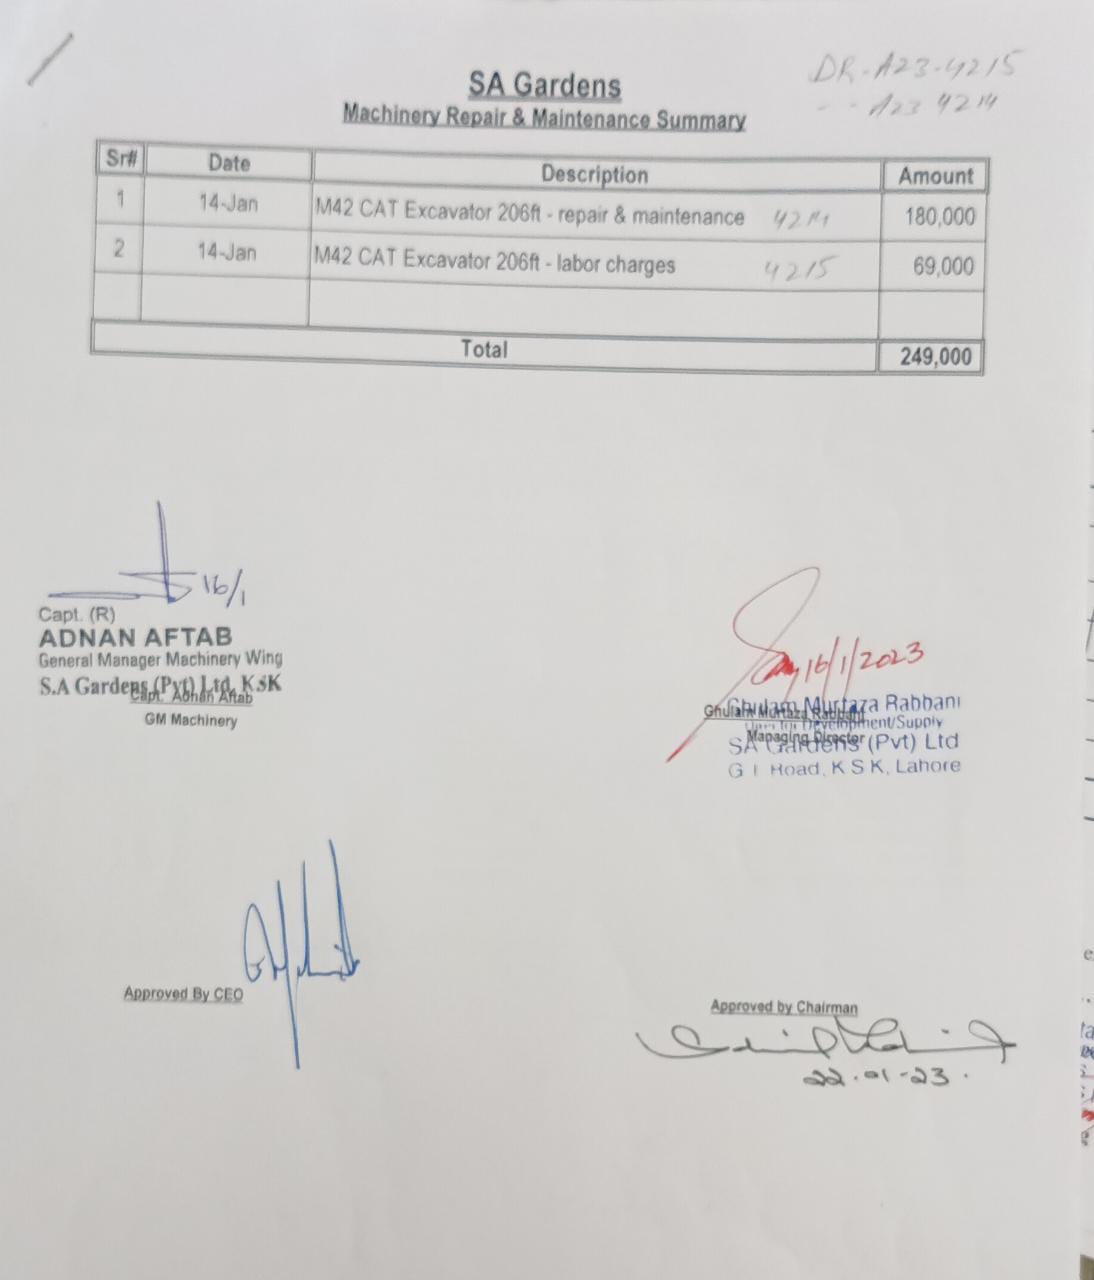 DR-A23-4215
SA Gardens
-- A23 4214
Machinery Repair & Maintenance Summary
Sr# Date Description Amount
1 14-Jan M42 CAT Excavator 206ft - repair & maintenance 4214 180,000
2 14-Jan M42 CAT Excavator 206ft - labor charges 4215 69,000
Total 249,000
16/1
Capt. (R)
ADNAN AFTAB
General Manager Machinery Wing
S.A Gardens (Pvt) Ltd. KSK
Capt. Adnan Aftab
GM Machinery
16/1/2023
Ghulam Murtaza Rabbani
Ghulam Murtaza Rabbani
Development/Supply
Managing Director
SA Gardens (Pvt) Ltd
G T Road, K S K, Lahore
Approved By CEO
Approved by Chairman
22-01-23.